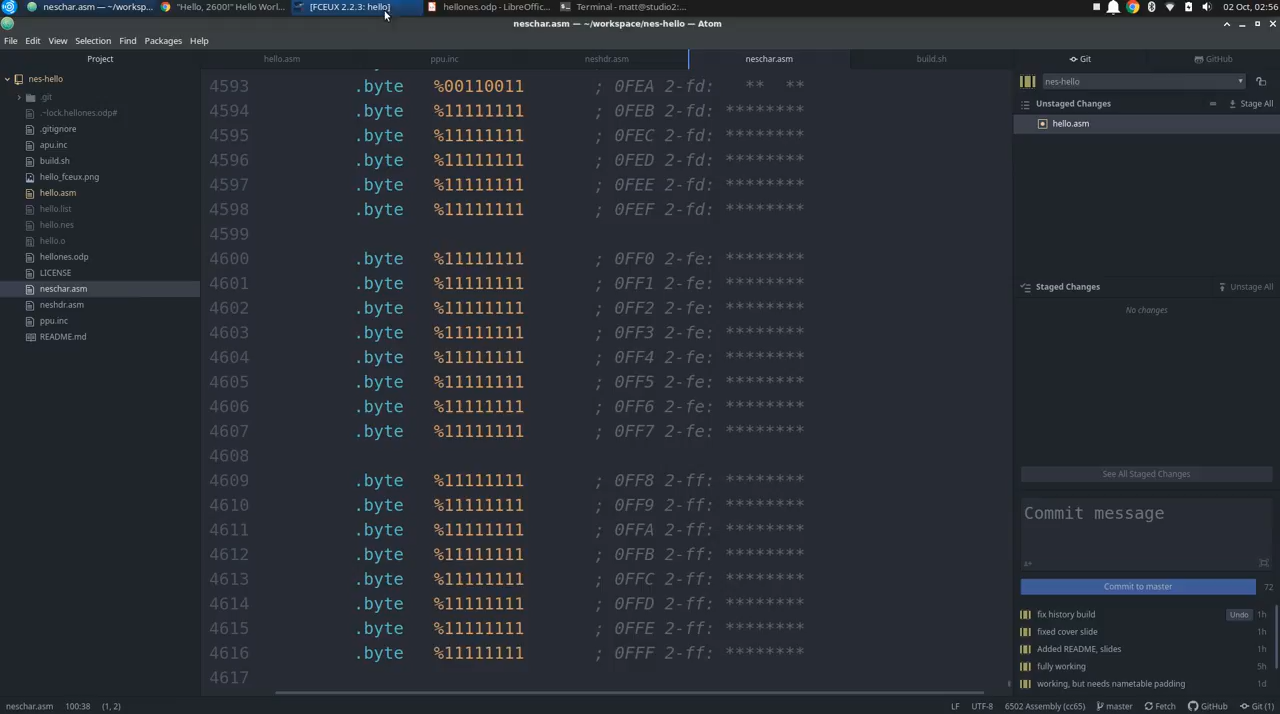 neschar.asm — ~/worksp...
"Hello, 2600!" Hello Worl...
[FCEUX 2.2.3: hello]
hellones.odp - LibreOffic...
Terminal - matt@studio2:...
02 Oct, 02:56
neschar.asm — ~/workspace/nes-hello — Atom
File Edit View Selection Find Packages Help
Project
hello.asm
ppu.inc
neshdr.asm
neschar.asm
build.sh
Git
GitHub
nes-hello
.git
.~lock.hellones.odp#
.gitignore
apu.inc
build.sh
hello_fceux.png
hello.asm
hello.list
hello.nes
hello.o
hellones.odp
LICENSE
neschar.asm
neshdr.asm
ppu.inc
README.md
4593 .byte %00110011 ; 0FEA 2-fd:   **  **
4594 .byte %11111111 ; 0FEB 2-fd: ********
4595 .byte %11111111 ; 0FEC 2-fd: ********
4596 .byte %11111111 ; 0FED 2-fd: ********
4597 .byte %11111111 ; 0FEE 2-fd: ********
4598 .byte %11111111 ; 0FEF 2-fd: ********
4599
4600 .byte %11111111 ; 0FF0 2-fe: ********
4601 .byte %11111111 ; 0FF1 2-fe: ********
4602 .byte %11111111 ; 0FF2 2-fe: ********
4603 .byte %11111111 ; 0FF3 2-fe: ********
4604 .byte %11111111 ; 0FF4 2-fe: ********
4605 .byte %11111111 ; 0FF5 2-fe: ********
4606 .byte %11111111 ; 0FF6 2-fe: ********
4607 .byte %11111111 ; 0FF7 2-fe: ********
4608
4609 .byte %11111111 ; 0FF8 2-ff: ********
4610 .byte %11111111 ; 0FF9 2-ff: ********
4611 .byte %11111111 ; 0FFA 2-ff: ********
4612 .byte %11111111 ; 0FFB 2-ff: ********
4613 .byte %11111111 ; 0FFC 2-ff: ********
4614 .byte %11111111 ; 0FFD 2-ff: ********
4615 .byte %11111111 ; 0FFE 2-ff: ********
4616 .byte %11111111 ; 0FFF 2-ff: ********
4617
nes-hello
Unstaged Changes
Stage All
hello.asm
Staged Changes
Unstage All
No changes
See All Staged Changes
Commit message
Commit to master
72
fix history build Undo 1h
fixed cover slide 1h
Added README, slides 1h
fully working 5h
working, but needs nametable padding 1d
neschar.asm 100:38 (1, 2)
LF UTF-8 6502 Assembly (cc65) master Fetch GitHub Git (1)